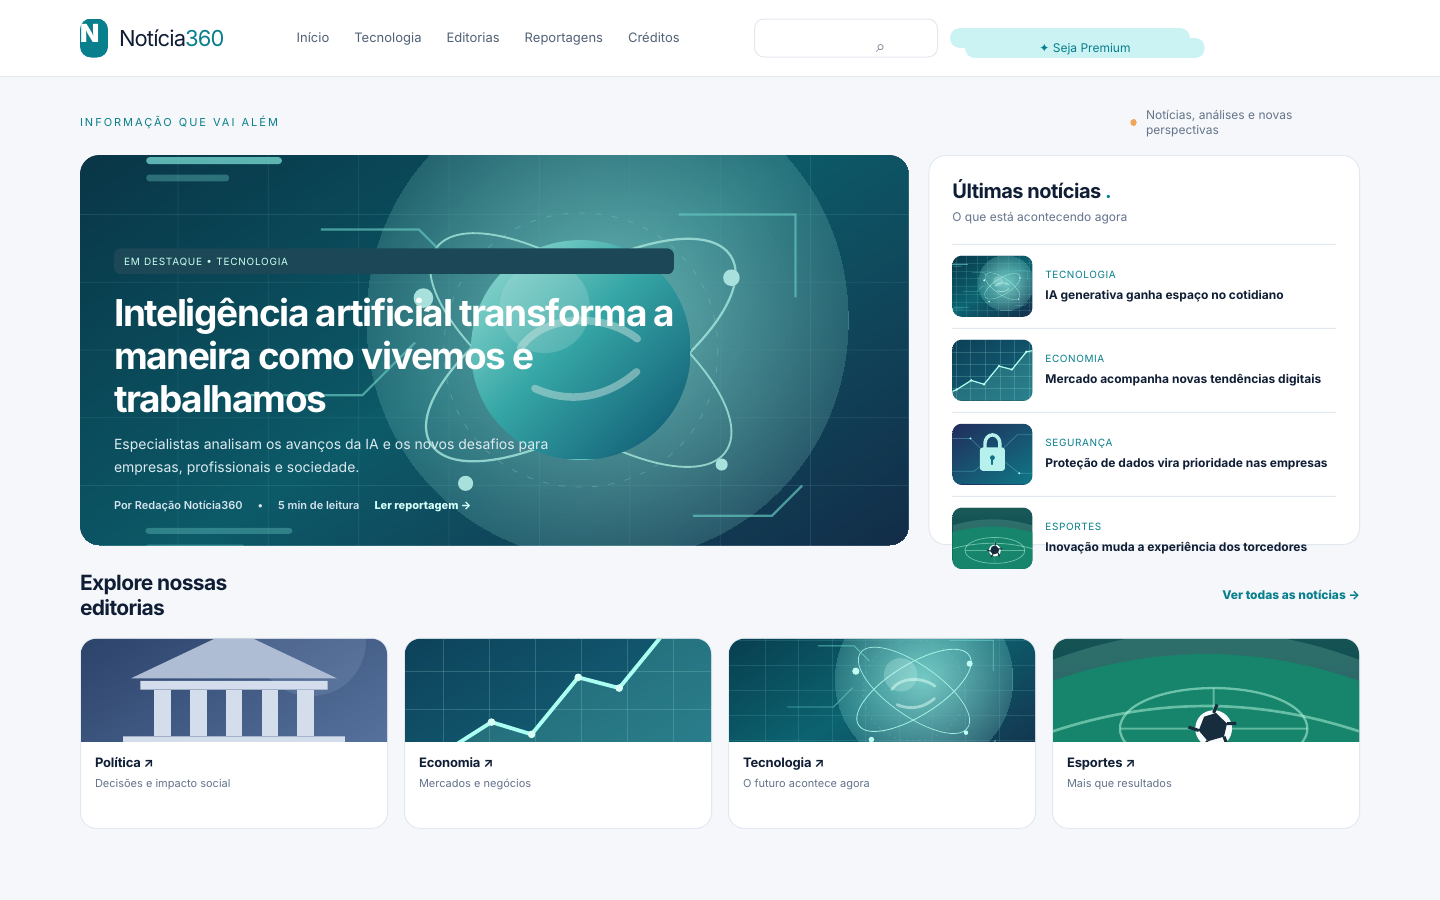 N Notícia360
Início Tecnologia Editorias Reportagens Créditos
✦ Seja Premium
INFORMAÇÃO QUE VAI ALÉM
Notícias, análises e novas
perspectivas
EM DESTAQUE • TECNOLOGIA
Inteligência artificial transforma a
maneira como vivemos e
trabalhamos
Especialistas analisam os avanços da IA e os novos desafios para
empresas, profissionais e sociedade.
Por Redação Notícia360 • 5 min de leitura Ler reportagem →
Últimas notícias .
O que está acontecendo agora
TECNOLOGIA
IA generativa ganha espaço no cotidiano
ECONOMIA
Mercado acompanha novas tendências digitais
SEGURANÇA
Proteção de dados vira prioridade nas empresas
ESPORTES
Inovação muda a experiência dos torcedores
Explore nossas
editorias
Ver todas as notícias →
Política ↗
Decisões e impacto social
Economia ↗
Mercados e negócios
Tecnologia ↗
O futuro acontece agora
Esportes ↗
Mais que resultados